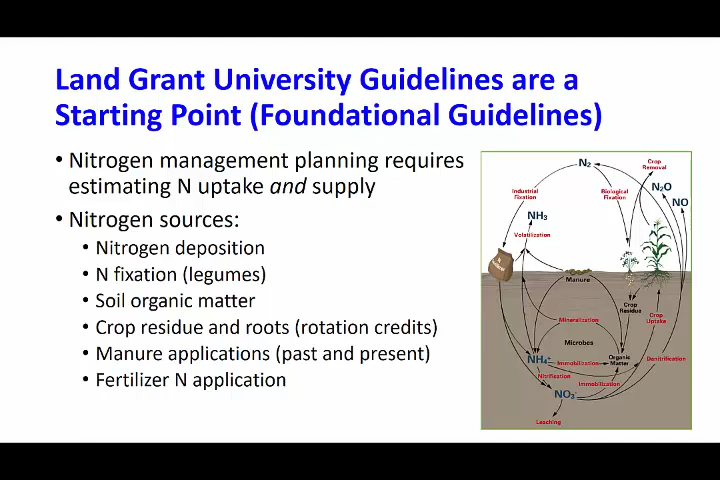 Land Grant University Guidelines are a
Starting Point (Foundational Guidelines)
• Nitrogen management planning requires
estimating N uptake and supply
• Nitrogen sources:
• Nitrogen deposition
• N fixation (legumes)
• Soil organic matter
• Crop residue and roots (rotation credits)
• Manure applications (past and present)
• Fertilizer N application
N₂
Crop
Removal
Industrial
Fixation
Biological
Fixation
N₂O
NO
NH₃
Volatilization
Manure
Crop
Residue
Crop
Uptake
Mineralization
Microbes
NH₄⁺
Immobilization
Organic
Matter
Denitrification
Nitrification
Immobilization
NO₃⁻
Leaching